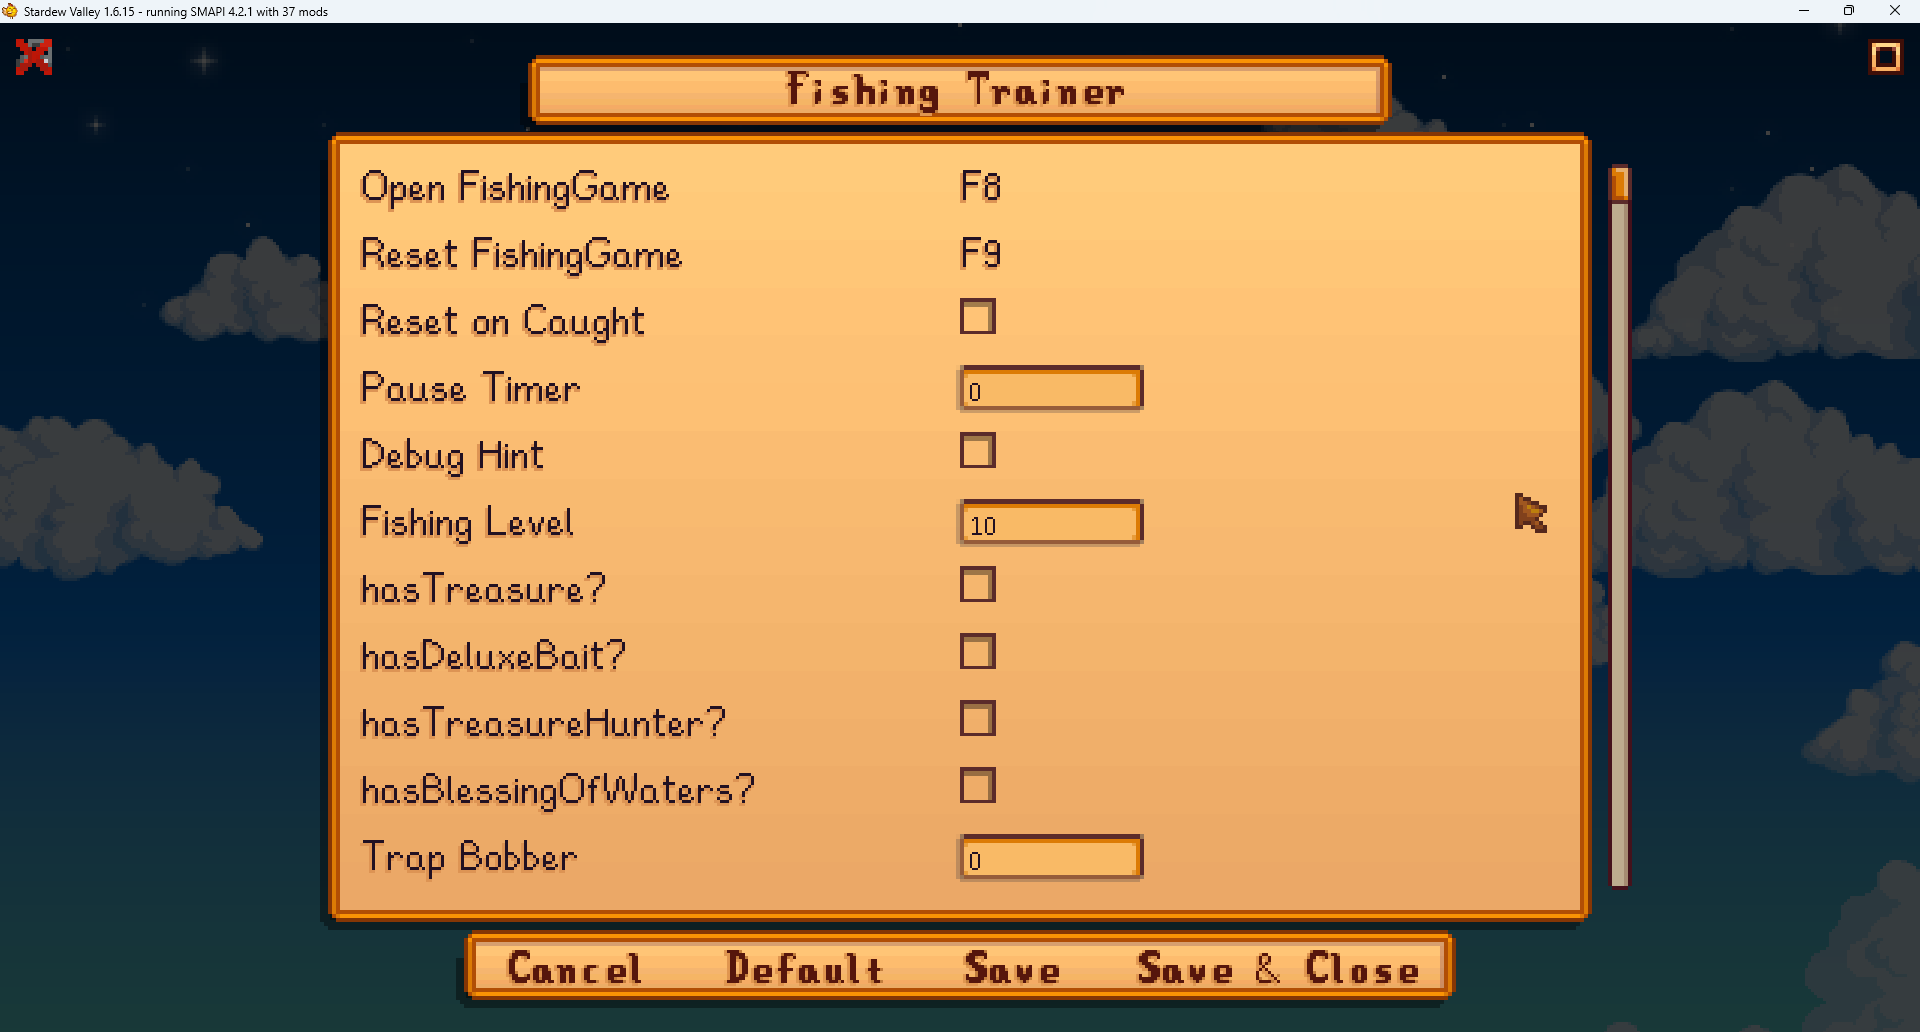 Stardew Valley 1.6.15 - running SMAPI 4.2.1 with 37 mods
Fishing Trainer
Open FishingGame F8
Reset FishingGame F9
Reset on Caught
Pause Timer 0
Debug Hint
Fishing Level 10
hasTreasure?
hasDeluxeBait?
hasTreasureHunter?
hasBlessingOfWaters?
Trap Bobber 0
Cancel Default Save Save & Close